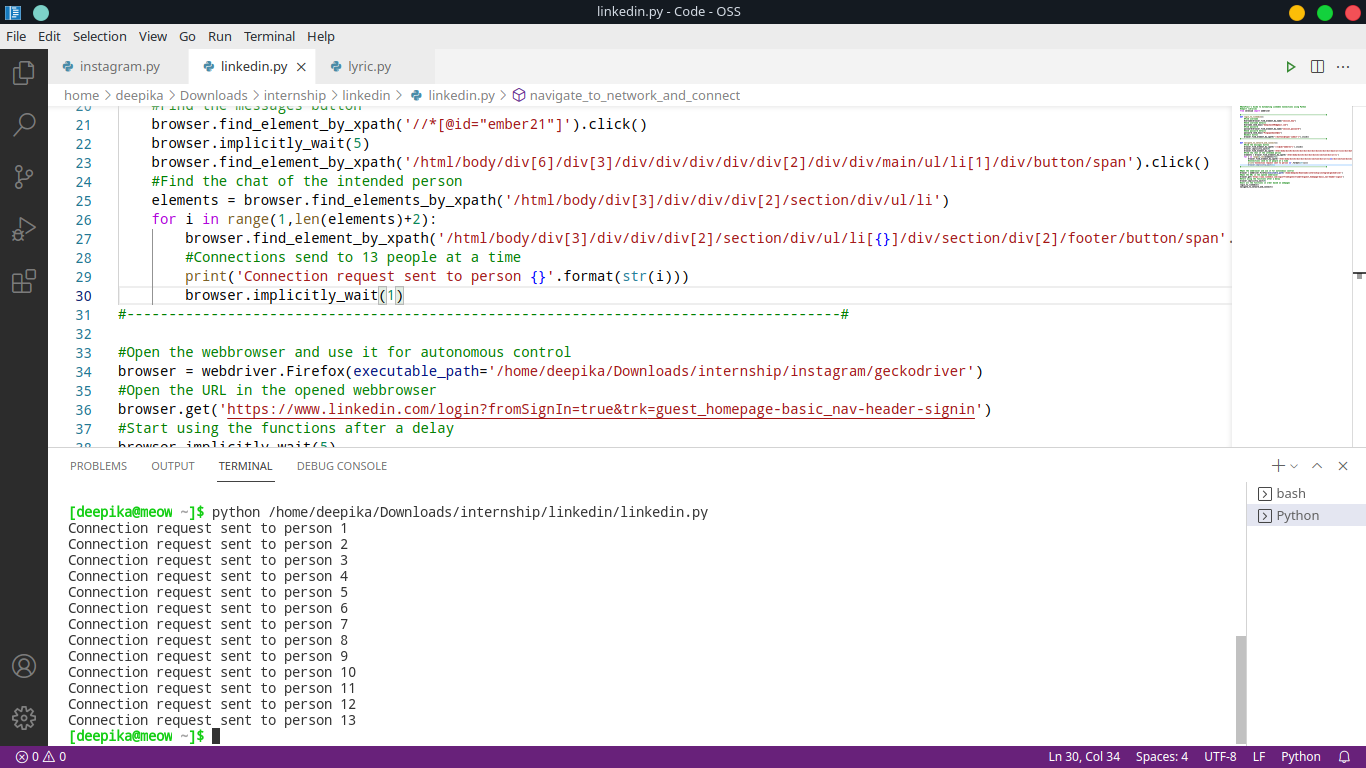 linkedin.py - Code - OSS
File Edit Selection View Go Run Terminal Help
instagram.py linkedin.py lyric.py
home > deepika > Downloads > internship > linkedin > linkedin.py > navigate_to_network_and_connect
20 #Find the messages button
21 browser.find_element_by_xpath('//*[@id="ember21"]').click()
22 browser.implicitly_wait(5)
23 browser.find_element_by_xpath('/html/body/div[6]/div[3]/div/div/div/div/div[2]/div/div/main/ul/li[1]/div/button/span').click()
24 #Find the chat of the intended person
25 elements = browser.find_elements_by_xpath('/html/body/div[3]/div/div/div[2]/section/div/ul/li')
26 for i in range(1,len(elements)+2):
27 browser.find_element_by_xpath('/html/body/div[3]/div/div/div[2]/section/div/ul/li[{}]/div/section/div[2]/footer/button/span'.
28 #Connections send to 13 people at a time
29 print('Connection request sent to person {}'.format(str(i)))
30 browser.implicitly_wait(1)
31 #-------------------------------------------------------------------------------------#
32
33 #Open the webbrowser and use it for autonomous control
34 browser = webdriver.Firefox(executable_path='/home/deepika/Downloads/internship/instagram/geckodriver')
35 #Open the URL in the opened webbrowser
36 browser.get('https://www.linkedin.com/login?fromSignIn=true&trk=guest_homepage-basic_nav-header-signin')
37 #Start using the functions after a delay
38 browser.implicitly_wait(5)
PROBLEMS OUTPUT TERMINAL DEBUG CONSOLE
bash
Python
[deepika@meow ~]$ python /home/deepika/Downloads/internship/linkedin/linkedin.py
Connection request sent to person 1
Connection request sent to person 2
Connection request sent to person 3
Connection request sent to person 4
Connection request sent to person 5
Connection request sent to person 6
Connection request sent to person 7
Connection request sent to person 8
Connection request sent to person 9
Connection request sent to person 10
Connection request sent to person 11
Connection request sent to person 12
Connection request sent to person 13
[deepika@meow ~]$
0 0 Ln 30, Col 34 Spaces: 4 UTF-8 LF Python